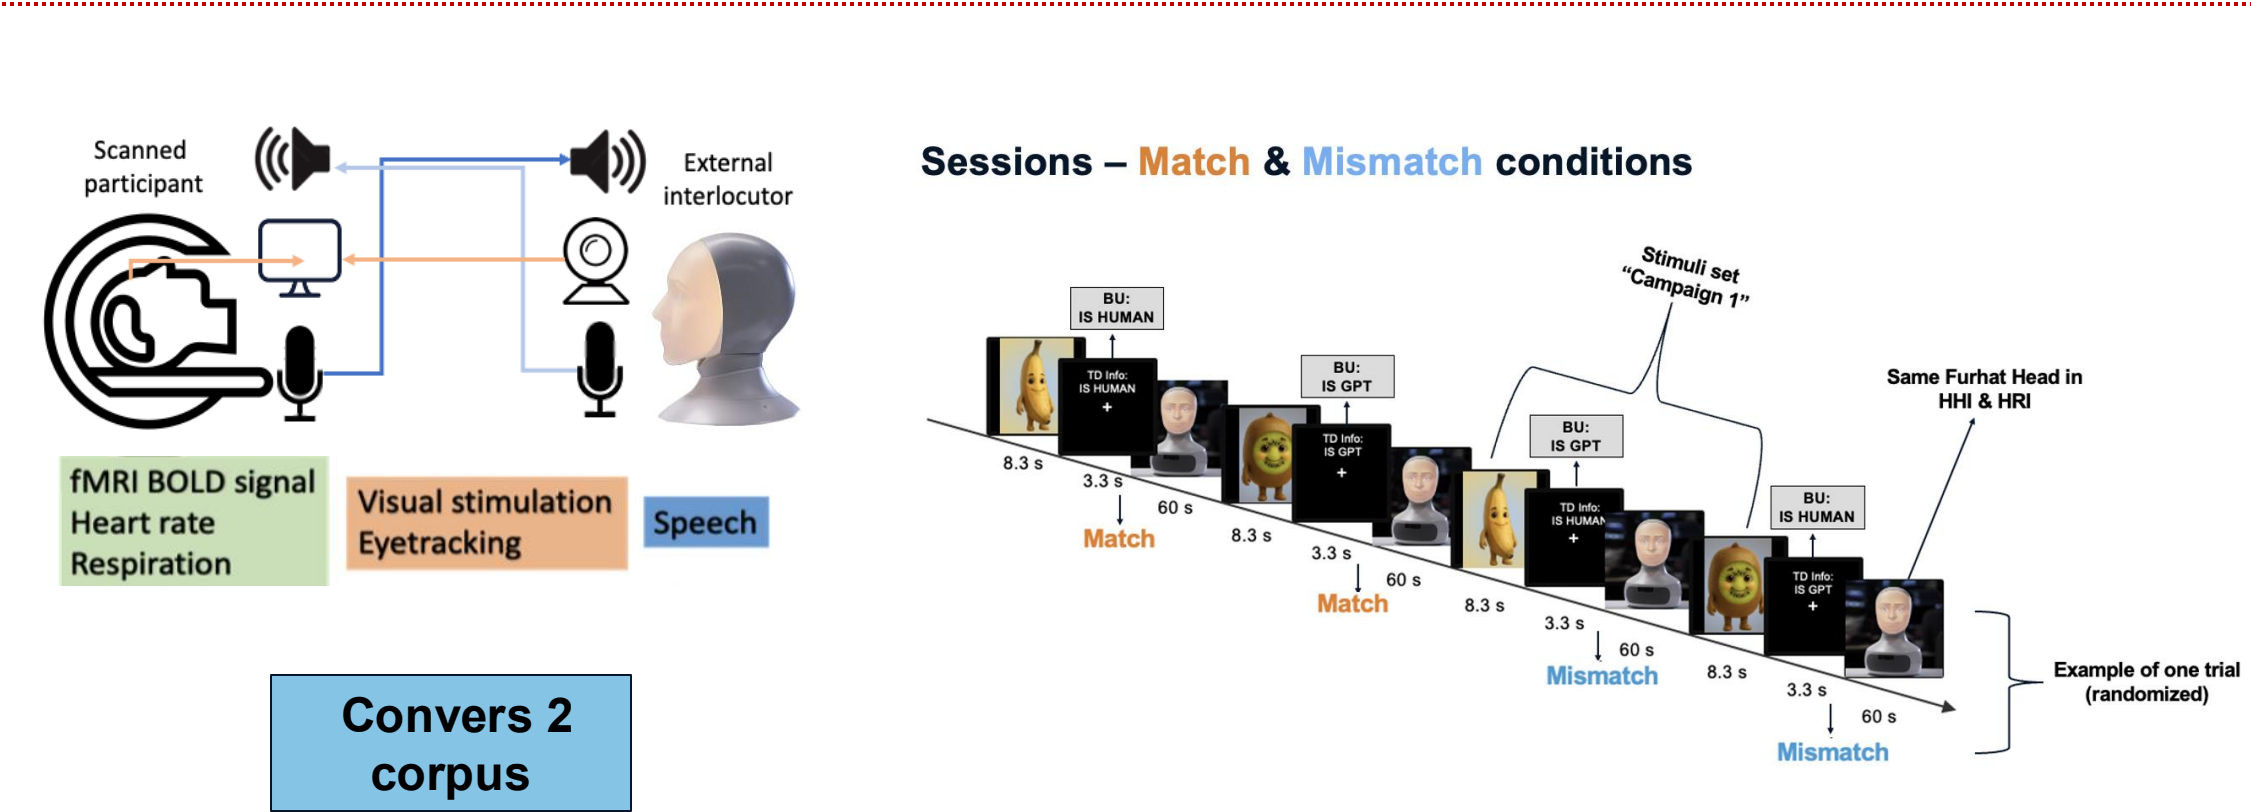 Scanned
participant
External
interlocutor
fMRI BOLD signal
Heart rate
Respiration
Visual stimulation
Eyetracking
Speech
Convers 2
corpus
Sessions – Match & Mismatch conditions
Stimuli set
“Campaign 1”
BU:
IS HUMAN
TD Info:
IS HUMAN
+
8.3 s
3.3 s
60 s
Match
BU:
IS GPT
TD Info:
IS GPT
+
8.3 s
3.3 s
60 s
Match
BU:
IS GPT
TD Info:
IS HUMAN
+
8.3 s
3.3 s
60 s
Mismatch
BU:
IS HUMAN
TD Info:
IS GPT
+
8.3 s
3.3 s
60 s
Mismatch
Same Furhat Head in
HHI & HRI
Example of one trial
(randomized)